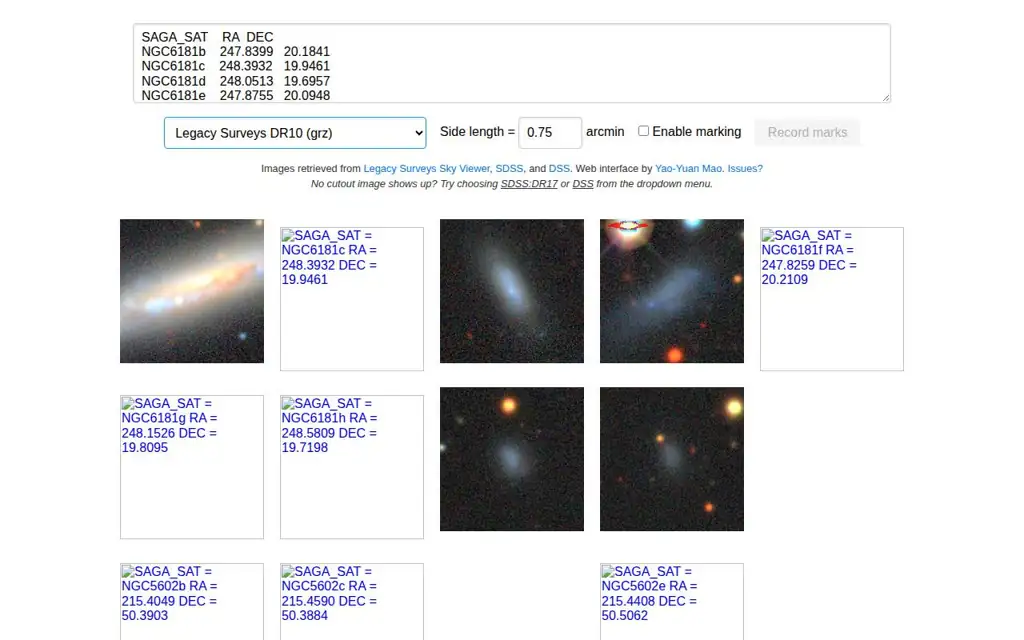 SAGA_SAT RA DEC
NGC6181b 247.8399 20.1841
NGC6181c 248.3932 19.9461
NGC6181d 248.0513 19.6957
NGC6181e 247.8755 20.0948
Legacy Surveys DR10 (grz) Side length = 0.75 arcmin Enable marking Record marks
Images retrieved from Legacy Surveys Sky Viewer, SDSS, and DSS. Web interface by Yao-Yuan Mao. Issues?
No cutout image shows up? Try choosing SDSS:DR17 or DSS from the dropdown menu.
SAGA_SAT =
NGC6181c RA =
248.3932 DEC =
19.9461
SAGA_SAT =
NGC6181f RA =
247.8259 DEC =
20.2109
SAGA_SAT =
NGC6181g RA =
248.1526 DEC =
19.8095
SAGA_SAT =
NGC6181h RA =
248.5809 DEC =
19.7198
SAGA_SAT =
NGC5602b RA =
215.4049 DEC =
50.3903
SAGA_SAT =
NGC5602c RA =
215.4590 DEC =
50.3884
SAGA_SAT =
NGC5602e RA =
215.4408 DEC =
50.5062